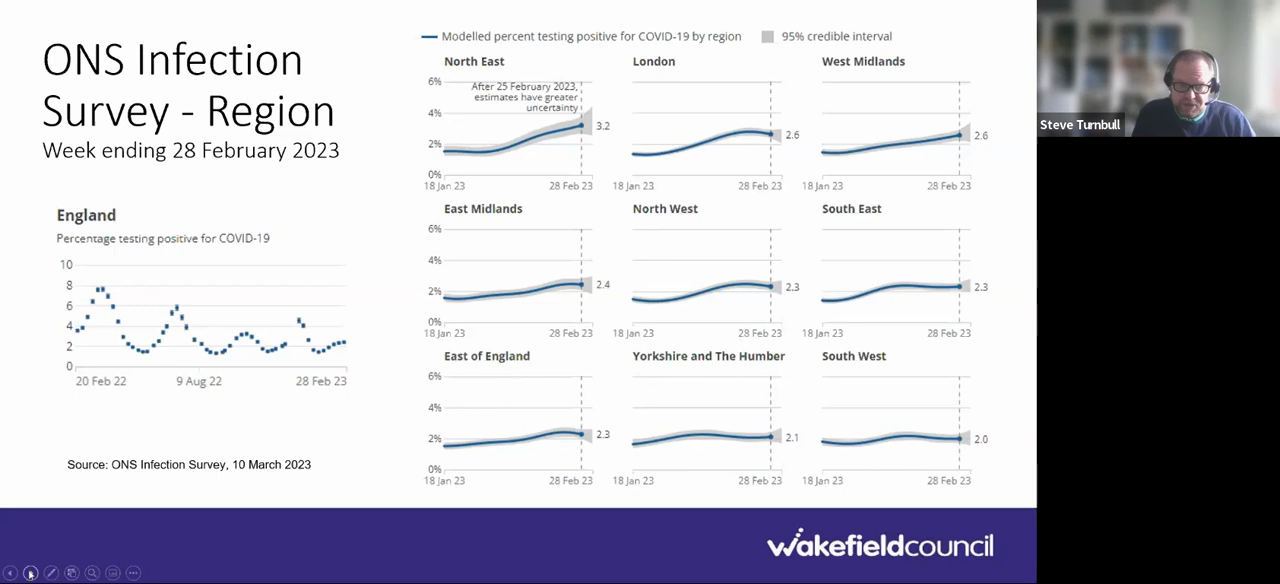 ONS Infection
Survey - Region
Week ending 28 February 2023
England
Percentage testing positive for COVID-19
10
8
6
4
2
0
20 Feb 22 9 Aug 22 28 Feb 23
Source: ONS Infection Survey, 10 March 2023
Modelled percent testing positive for COVID-19 by region 95% credible interval
North East London West Midlands
6%
After 25 February 2023,
estimates have greater
uncertainty
4%
3.2 2.6 2.6
2%
0%
18 Jan 23 28 Feb 23 18 Jan 23 28 Feb 23 18 Jan 23 28 Feb 23
East Midlands North West South East
6%
4%
2.4 2.3 2.3
2%
0%
18 Jan 23 28 Feb 23 18 Jan 23 28 Feb 23 18 Jan 23 28 Feb 23
East of England Yorkshire and The Humber South West
6%
4%
2% 2.3 2.1 2.0
0%
18 Jan 23 28 Feb 23 18 Jan 23 28 Feb 23 18 Jan 23 28 Feb 23
wakefieldcouncil
Steve Turnbull